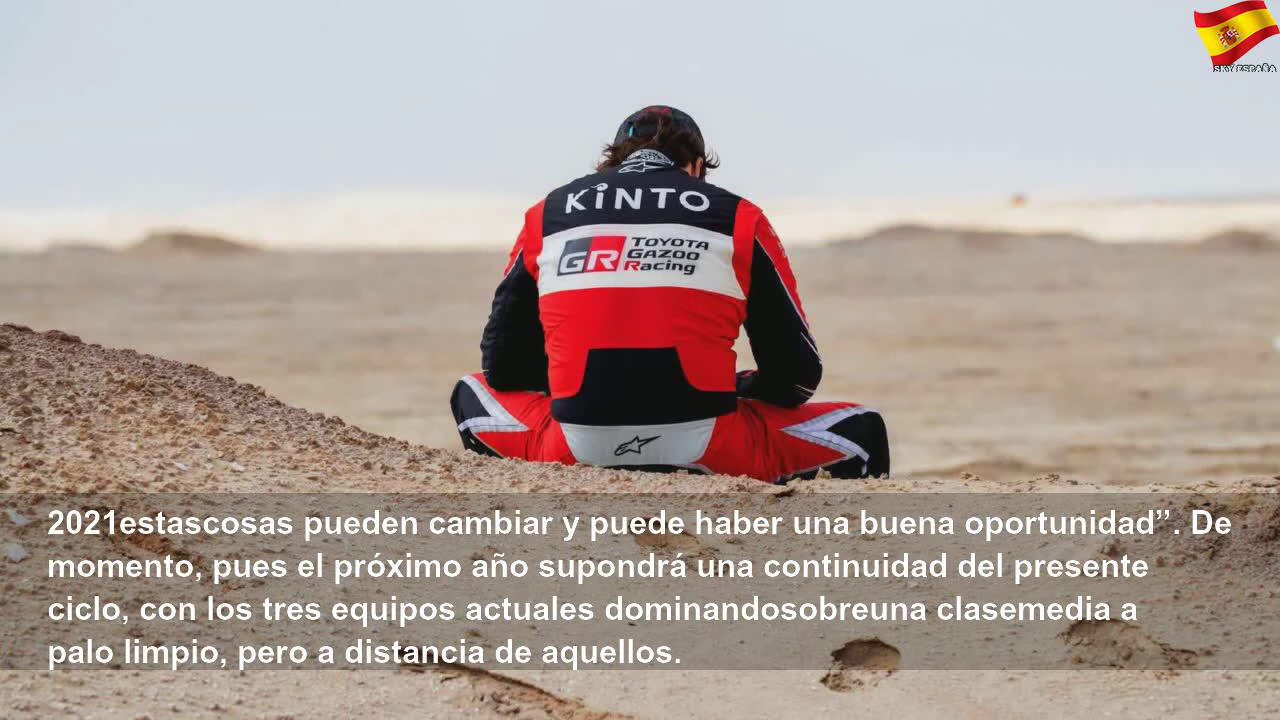 SKY ESPAÑA
KINTO
GR TOYOTA
GAZOO
Racing
2021estascosas pueden cambiar y puede haber una buena oportunidad”. De
momento, pues el próximo año supondrá una continuidad del presente
ciclo, con los tres equipos actuales dominandosobreuna clasemedia a
palo limpio, pero a distancia de aquellos.